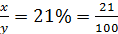 x/y = 21% = 21/100